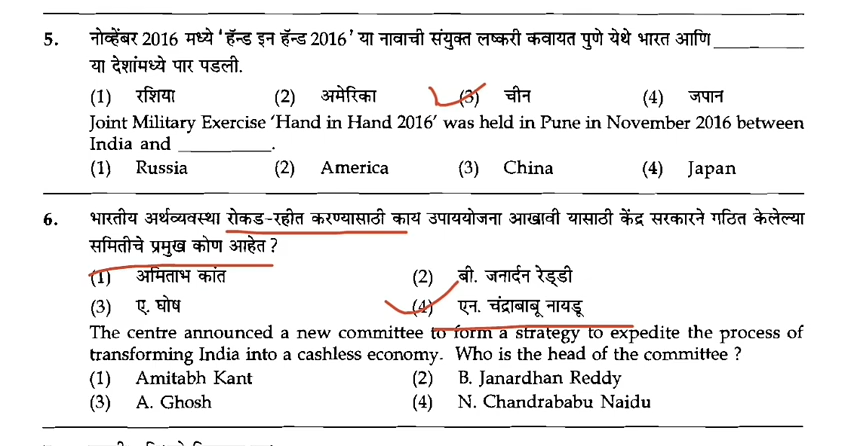 5. नोव्हेंबर 2016 मध्ये 'हॅन्ड इन हॅन्ड 2016' या नावाची संयुक्त लष्करी कवायत पुणे येथे भारत आणि __________
या देशांमध्ये पार पडली.
(1) रशिया (2) अमेरिका (3) चीन (4) जपान
Joint Military Exercise 'Hand in Hand 2016' was held in Pune in November 2016 between
India and __________.
(1) Russia (2) America (3) China (4) Japan
6. भारतीय अर्थव्यवस्था रोकड-रहीत करण्यासाठी काय उपाययोजना आखावी यासाठी केंद्र सरकारने गठित केलेल्या
समितीचे प्रमुख कोण आहेत ?
(1) अमिताभ कांत (2) बी. जनार्दन रेड्डी
(3) ए. घोष (4) एन. चंद्राबाबू नायडू
The centre announced a new committee to form a strategy to expedite the process of
transforming India into a cashless economy. Who is the head of the committee ?
(1) Amitabh Kant (2) B. Janardhan Reddy
(3) A. Ghosh (4) N. Chandrababu Naidu